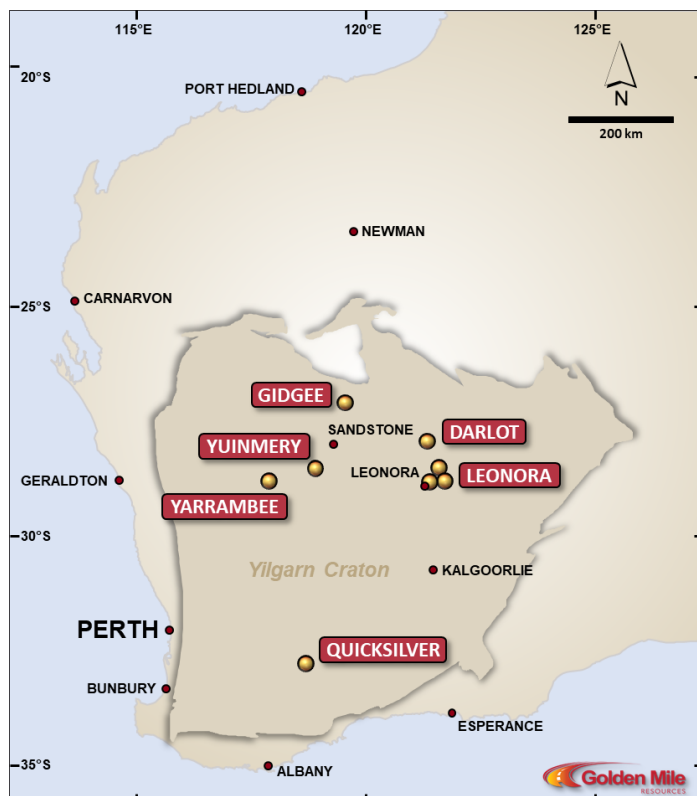 115°E
120°E
125°E
20°S
PORT HEDLAND
N
200 km
NEWMAN
25°S
CARNARVON
GIDGEE
SANDSTONE
DARLOT
YUINMERY
LEONORA
LEONORA
GERALDTON
YARRAMBEE
30°S
Yilgarn Craton
KALGOORLIE
PERTH
QUICKSILVER
BUNBURY
ESPERANCE
35°S
ALBANY
Golden Mile
RESOURCES